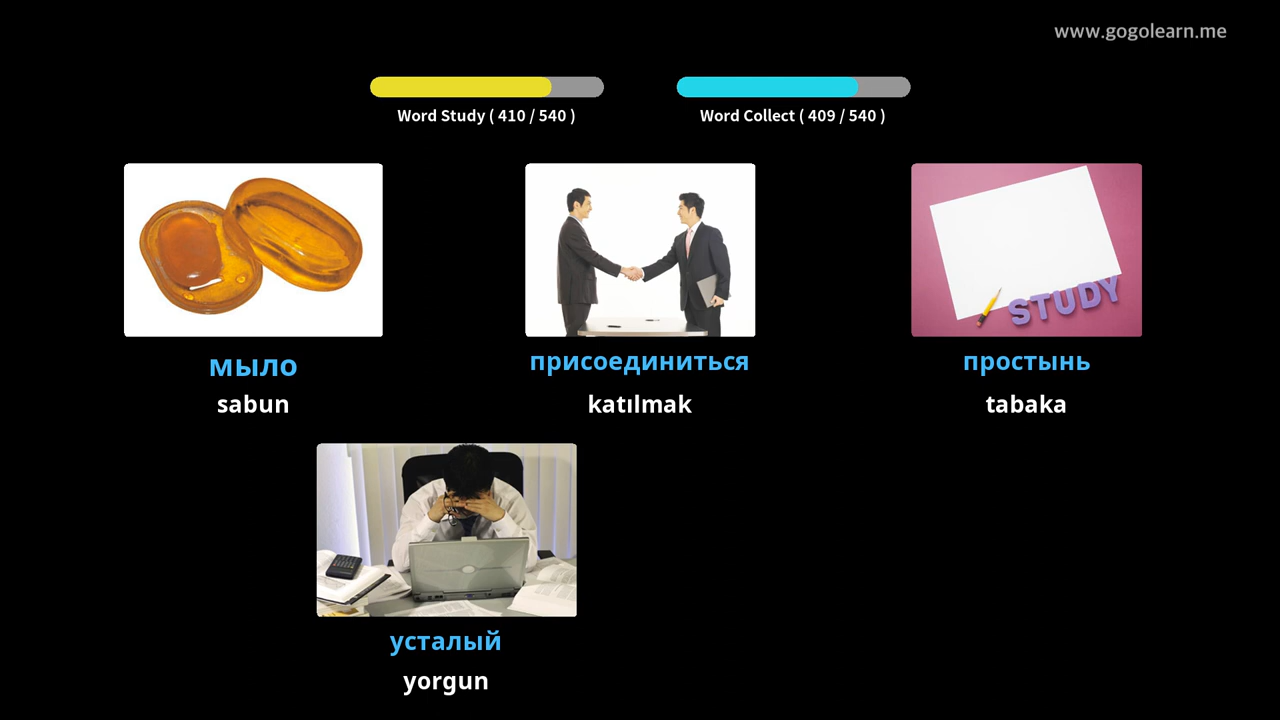 www.gogolearn.me
Word Study ( 410 / 540 )
Word Collect ( 409 / 540 )
мыло
sabun
присоединиться
katılmak
STUDY
простынь
tabaka
усталый
yorgun